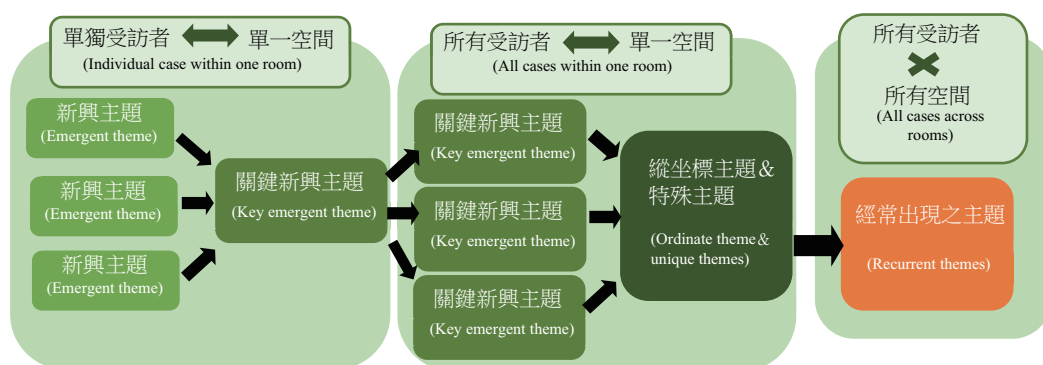 單獨受訪者 單一空間
(Individual case within one room)
新興主題
(Emergent theme)
新興主題
(Emergent theme)
新興主題
(Emergent theme)
關鍵新興主題
(Key emergent theme)
所有受訪者 單一空間
(All cases within one room)
關鍵新興主題
(Key emergent theme)
關鍵新興主題
(Key emergent theme)
關鍵新興主題
(Key emergent theme)
縱坐標主題&
特殊主題
(Ordinate theme&
unique themes)
所有受訪者
所有空間
(All cases across
rooms)
經常出現之主題
(Recurrent themes)